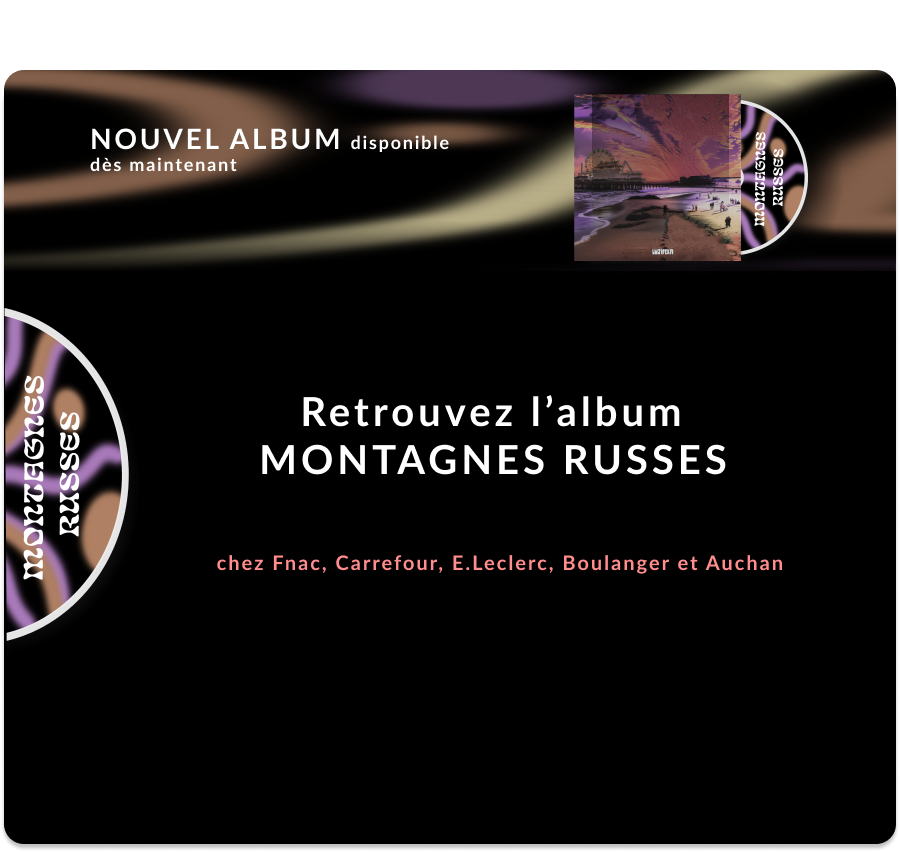 NOUVEL ALBUM disponible
dès maintenant
MONTAGNES
RUSSES
MONTAGNES
RUSSES
Retrouvez l’album
MONTAGNES RUSSES
chez Fnac, Carrefour, E.Leclerc, Boulanger et Auchan